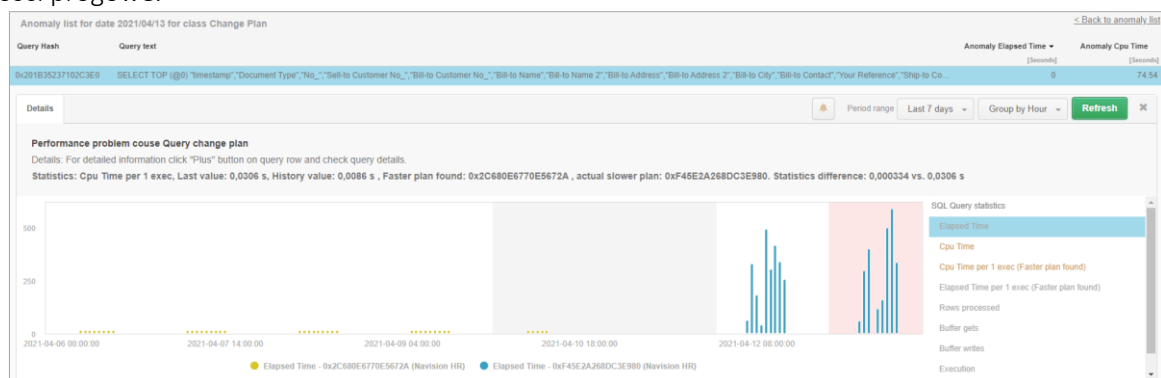 Anomaly list for date 2021/04/13 for class Change Plan
< Back to anomaly list
Query Hash Query text Anomaly Elapsed Time Anomaly Cpu Time
[Seconds] [Seconds]
0x201B35237102C3E0 SELECT TOP (@0) "timestamp","Document Type","No_","Sell-to Customer No_","Bill-to Customer No_","Bill-to Name","Bill-to Name 2","Bill-to Address","Bill-to Address 2","Bill-to City","Bill-to Contact","Your Reference","Ship-to Co... 0 74.54
Details
Period range Last 7 days Group by Hour Refresh
Performance problem couse Query change plan
Details: For detailed information click "Plus" button on query row and check query details.
Statistics: Cpu Time per 1 exec, Last value: 0,0306 s, History value: 0,0086 s , Faster plan found: 0x2C680E6770E5672A , actual slower plan: 0xF45E2A268DC3E980. Statistics difference: 0,000334 vs. 0,0306 s
SQL Query statistics
Elapsed Time
Cpu Time
Cpu Time per 1 exec (Faster plan found)
Elapsed Time per 1 exec (Faster plan found)
Rows processed
Buffer gets
Buffer writes
Execution
500
250
0
2021-04-06 00:00:00 2021-04-07 14:00:00 2021-04-09 04:00:00 2021-04-10 18:00:00 2021-04-12 08:00:00
Elapsed Time - 0x2C680E6770E5672A (Navision HR) Elapsed Time - 0xF45E2A268DC3E980 (Navision HR)